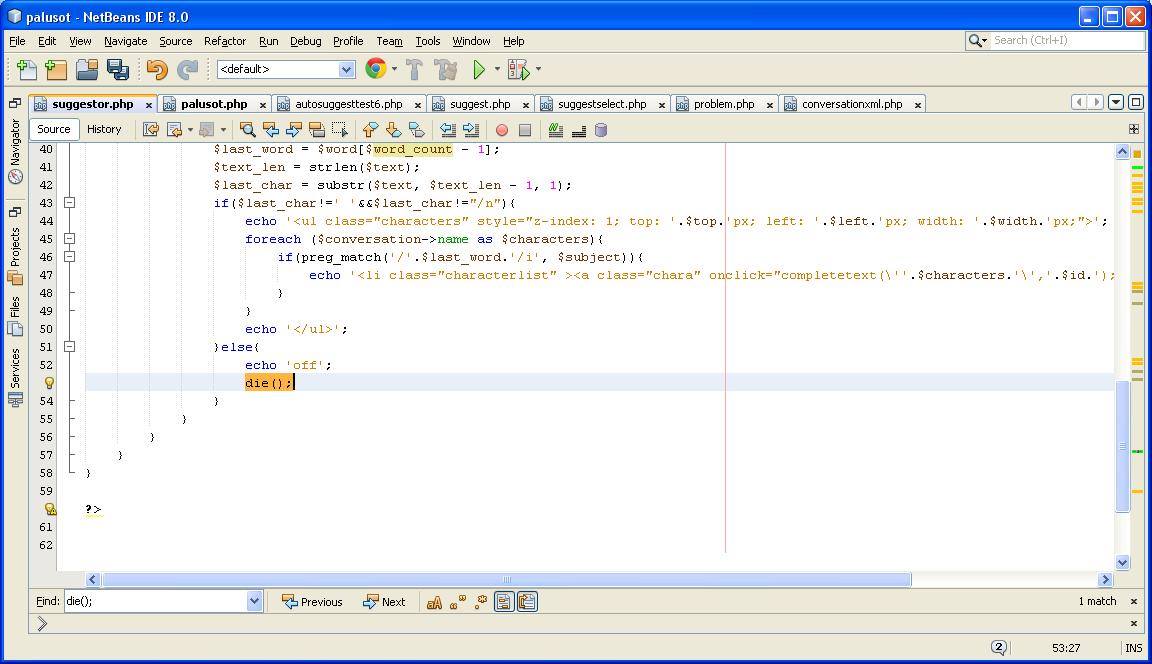 palusot - NetBeans IDE 8.0
File Edit View Navigate Source Refactor Run Debug Profile Team Tools Window Help
Search (Ctrl+I)
<default>
suggestor.php palusot.php autosuggesttest6.php suggest.php suggestselect.php problem.php conversationxml.php
Source History
Navigator
Projects
Files
Services
40 $last_word = $word[$word_count - 1];
41 $text_len = strlen($text);
42 $last_char = substr($text, $text_len - 1, 1);
43 if($last_char!=' '&&$last_char!="/n"){
44 echo '<ul class="characters" style="z-index: 1; top: '.$top.'px; left: '.$left.'px; width: '.$width.'px;">';
45 foreach ($conversation->name as $characters){
46 if(preg_match('/'.$last_word.'/i', $subject)){
47 echo '<li class="characterlist" ><a class="chara" onclick="completetext(\''.$characters.'\','.$id.');
48 }
49 }
50 echo '</ul>';
51 }else{
52 echo 'off';
die();
54 }
55 }
56 }
57 }
58 }
59
?>
61
62
Find: die(); Previous Next 1 match
2 53:27 INS